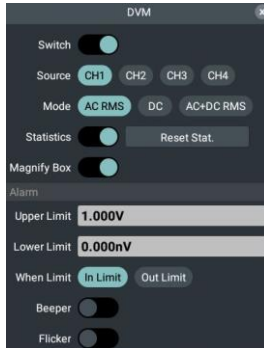 DVM
Switch
Source CH1 CH2 CH3 CH4
Mode AC RMS DC AC+DC RMS
Statistics Reset Stat.
Magnify Box
Alarm
Upper Limit 1.000V
Lower Limit 0.000nV
When Limit In Limit Out Limit
Beeper
Flicker